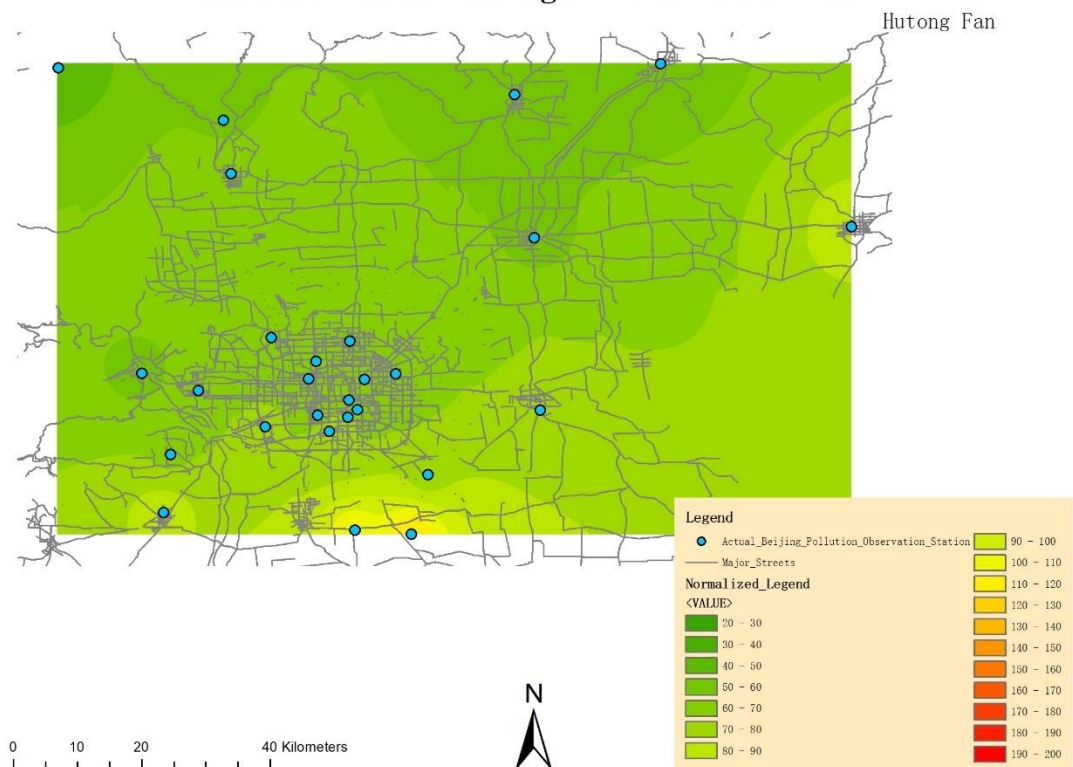 Hutong Fan
Legend
Actual_Beijing_Pollution_Observation_Station
Major_Streets
Normalized_Legend
<VALUE>
20 - 30
30 - 40
40 - 50
50 - 60
60 - 70
70 - 80
80 - 90
90 - 100
100 - 110
110 - 120
120 - 130
130 - 140
140 - 150
150 - 160
160 - 170
170 - 180
180 - 190
190 - 200
N
0 10 20 40 Kilometers